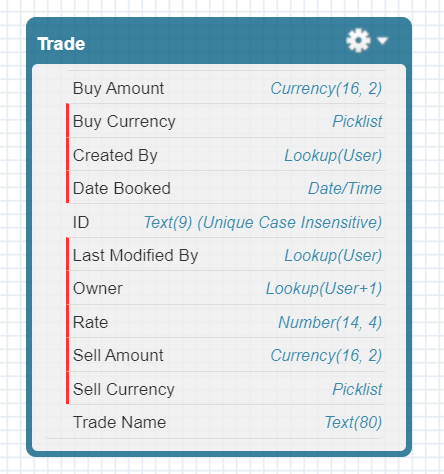 Trade
Buy Amount Currency(16, 2)
Buy Currency Picklist
Created By Lookup(User)
Date Booked Date/Time
ID Text(9) (Unique Case Insensitive)
Last Modified By Lookup(User)
Owner Lookup(User+1)
Rate Number(14, 4)
Sell Amount Currency(16, 2)
Sell Currency Picklist
Trade Name Text(80)